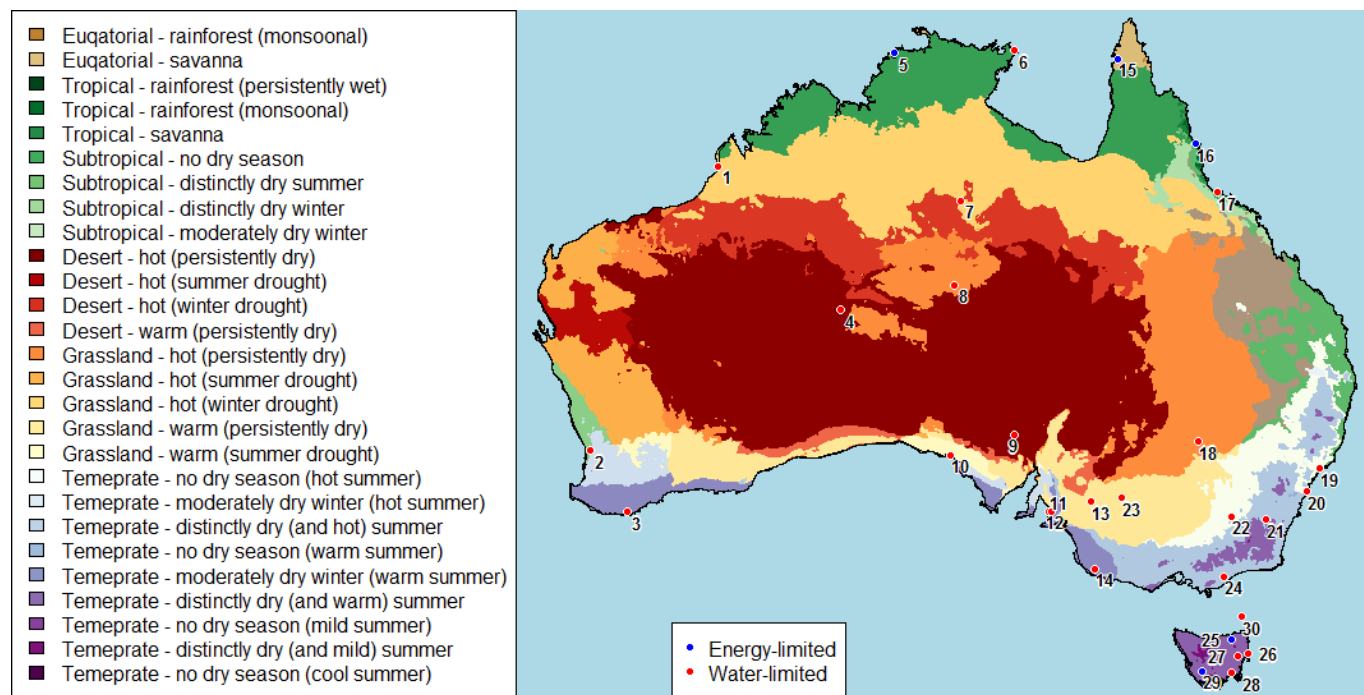 Euqatorial - rainforest (monsoonal)
Euqatorial - savanna
Tropical - rainforest (persistently wet)
Tropical - rainforest (monsoonal)
Tropical - savanna
Subtropical - no dry season
Subtropical - distinctly dry summer
Subtropical - distinctly dry winter
Subtropical - moderately dry winter
Desert - hot (persistently dry)
Desert - hot (summer drought)
Desert - hot (winter drought)
Desert - warm (persistently dry)
Grassland - hot (persistently dry)
Grassland - hot (summer drought)
Grassland - hot (winter drought)
Grassland - warm (persistently dry)
Grassland - warm (summer drought)
Temeprate - no dry season (hot summer)
Temeprate - moderately dry winter (hot summer)
Temeprate - distinctly dry (and hot) summer
Temeprate - no dry season (warm summer)
Temeprate - moderately dry winter (warm summer)
Temeprate - distinctly dry (and warm) summer
Temeprate - no dry season (mild summer)
Temeprate - distinctly dry (and mild) summer
Temeprate - no dry season (cool summer)
5
6
15
16
1
17
7
8
4
9
18
2
10
19
20
11
12
13
23
22
21
3
14
24
30
25
27
26
29
28
Energy-limited
Water-limited